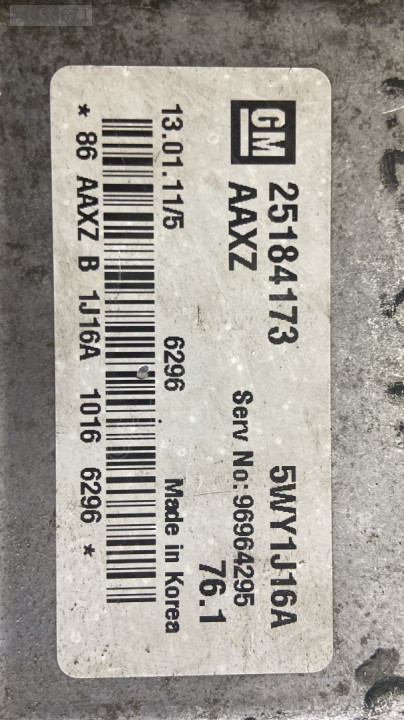 GM
25184173 5WY1J16A
AAXZ Serv No:96964295
76.1
13.01.11/5 6296 Made in Korea
* 86 AAXZ B 1J16A 1016 6296 *